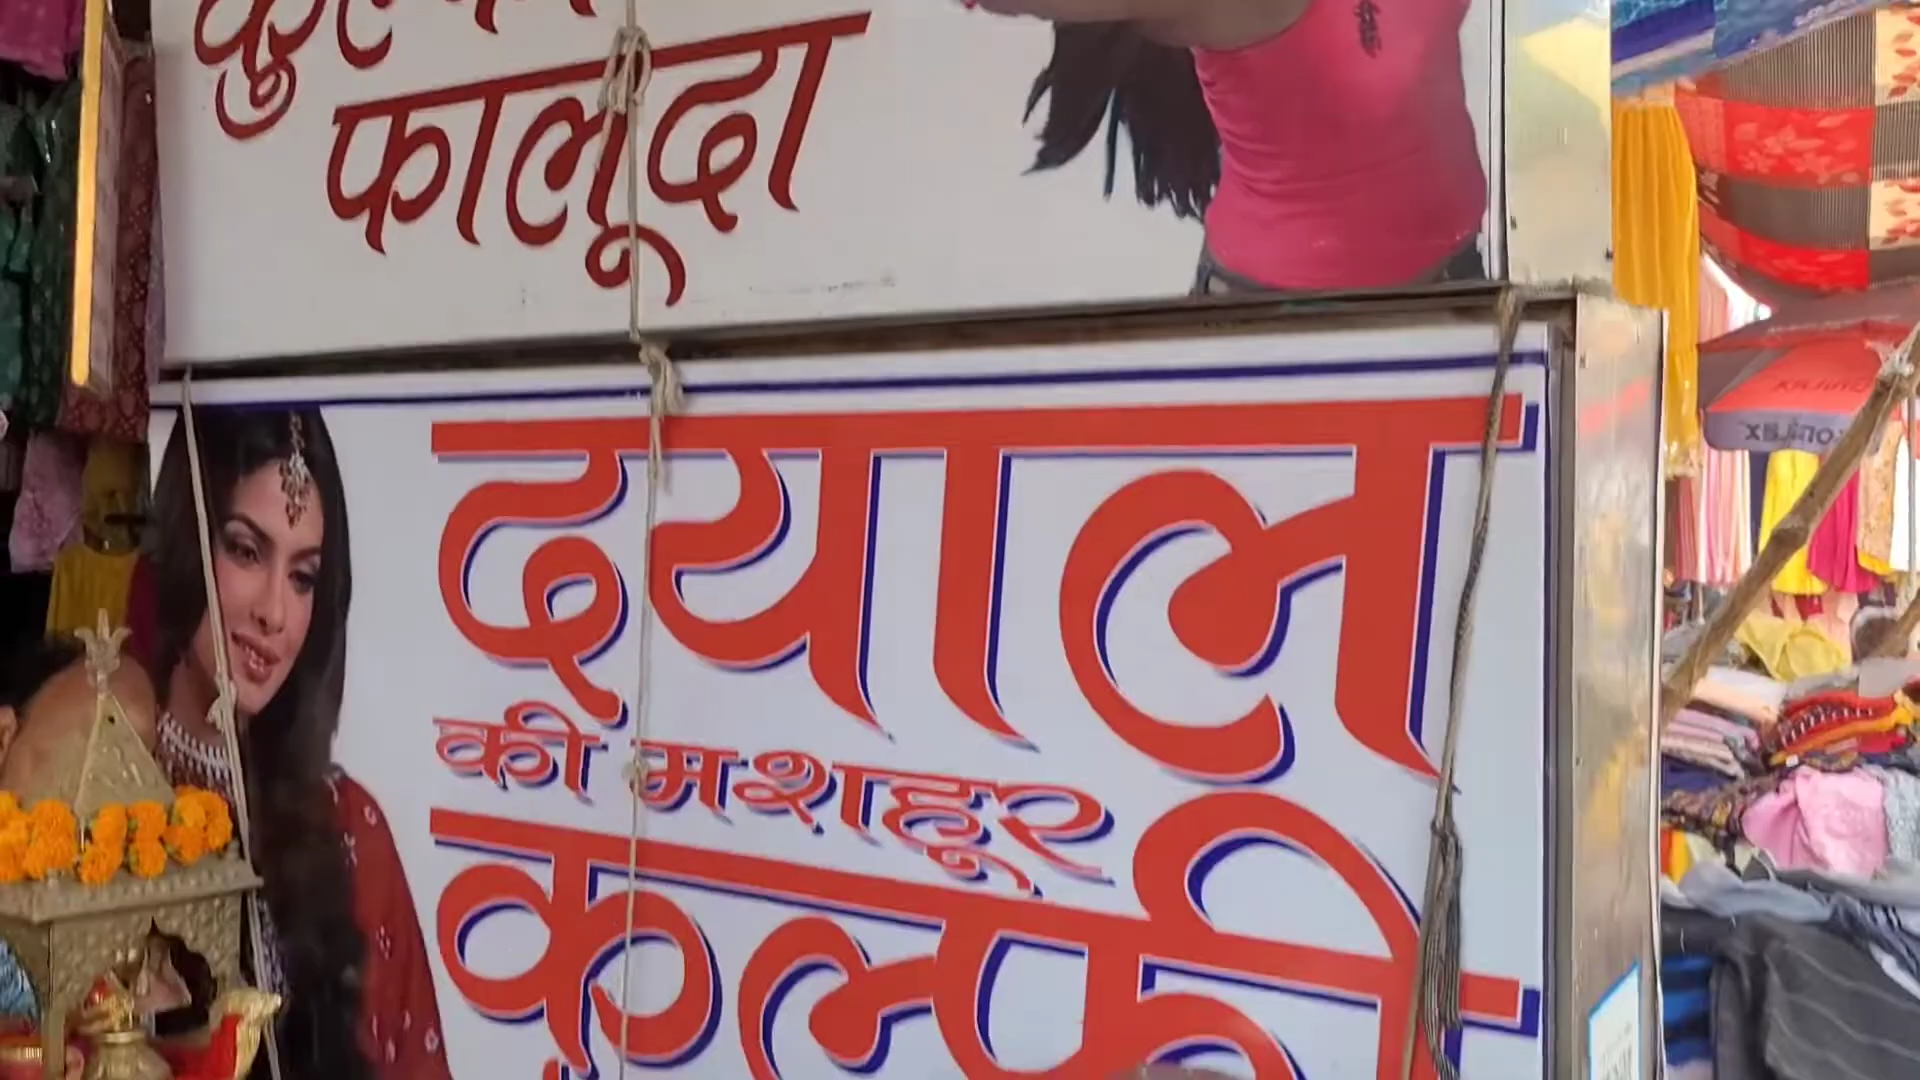 कुल्फी
फालूदा
दयाल
की मशहूर
कुल्फी